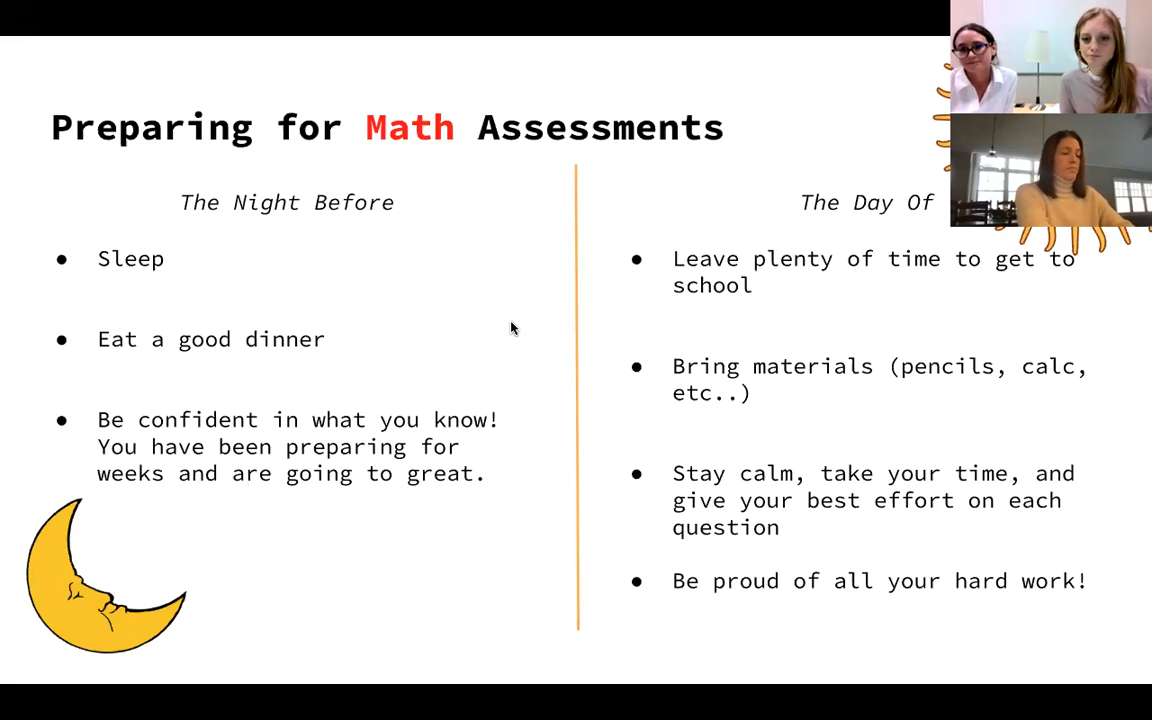 Preparing for Math Assessments
The Night Before
● Sleep
● Eat a good dinner
● Be confident in what you know!
You have been preparing for
weeks and are going to great.
The Day Of
● Leave plenty of time to get to
school
● Bring materials (pencils, calc,
etc..)
● Stay calm, take your time, and
give your best effort on each
question
● Be proud of all your hard work!